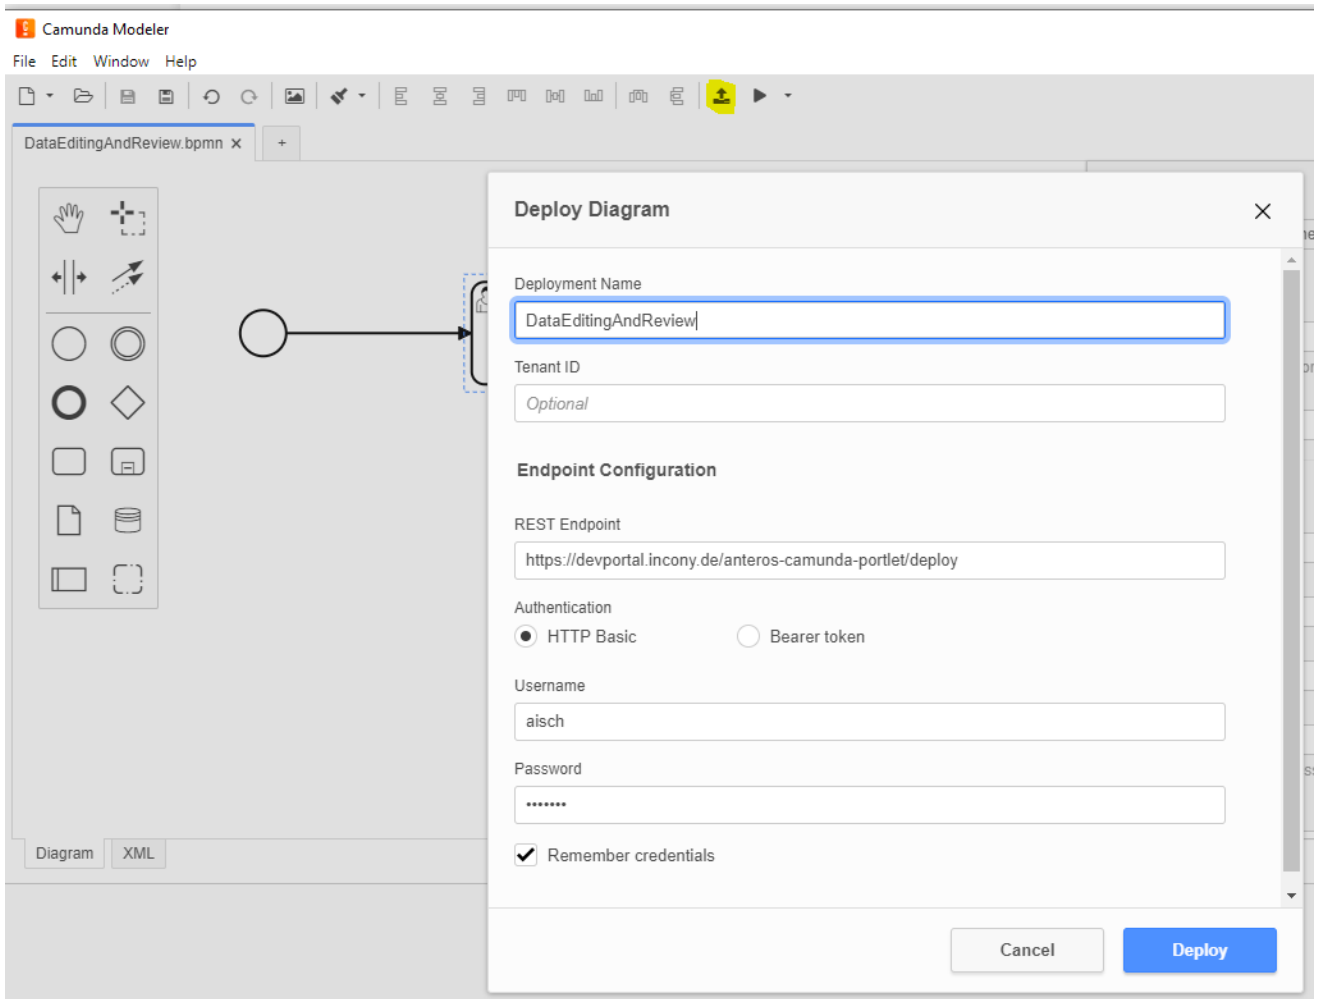 Camunda Modeler
File Edit Window Help
DataEditingAndReview.bpmn
Deploy Diagram
Deployment Name
DataEditingAndReview
Tenant ID
Optional
Endpoint Configuration
REST Endpoint
https://devportal.incony.de/anteros-camunda-portlet/deploy
Authentication
HTTP Basic Bearer token
Username
aisch
Password
•••••••
Remember credentials
Diagram XML
Cancel Deploy